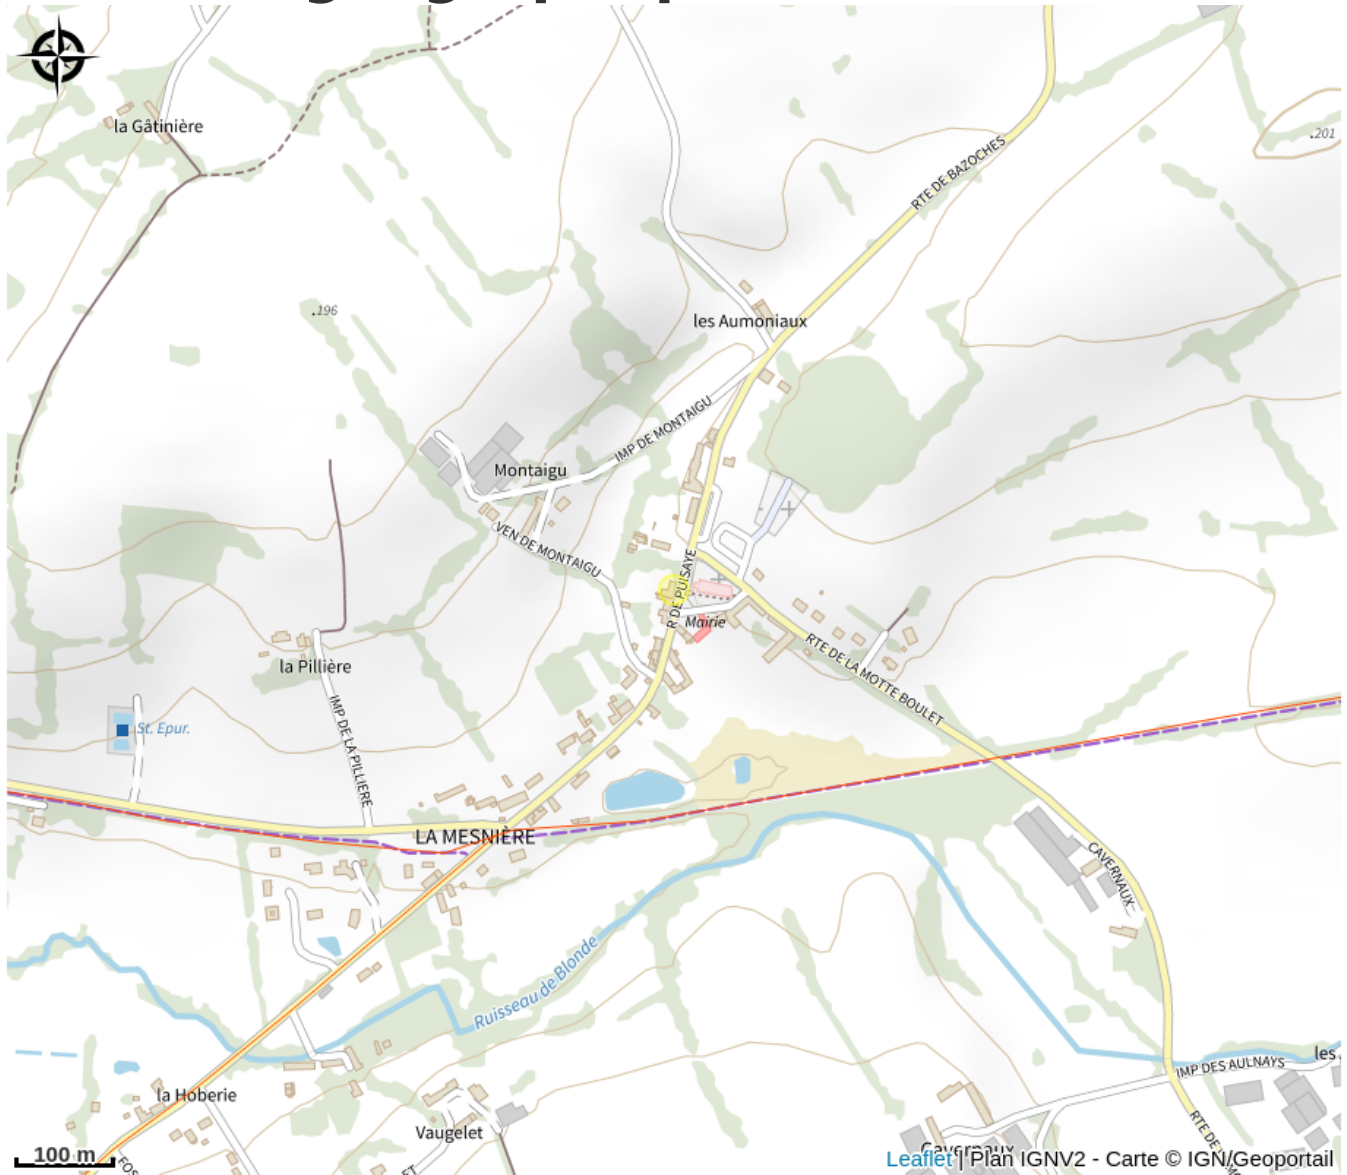 la Gâtinière
.201
RTE DE BAZOCHES
.196
les Aumoniaux
IMP DE MONTAIGU
Montaigu
VEN DE MONTAIGU
R DE PUISAYE
Mairie
RTE DE LA MOTTE BOULET
la Pillière
IMP DE LA PILLIERE
St. Epur.
LA MESNIÈRE
CAVERNAUX
Ruisseau de Blonde
les
IMP DES AULNAYS
la Hoberie
Vaugelet
Cavernaux
100 m
Leaflet | Plan IGNV2 - Carte © IGN/Geoportail